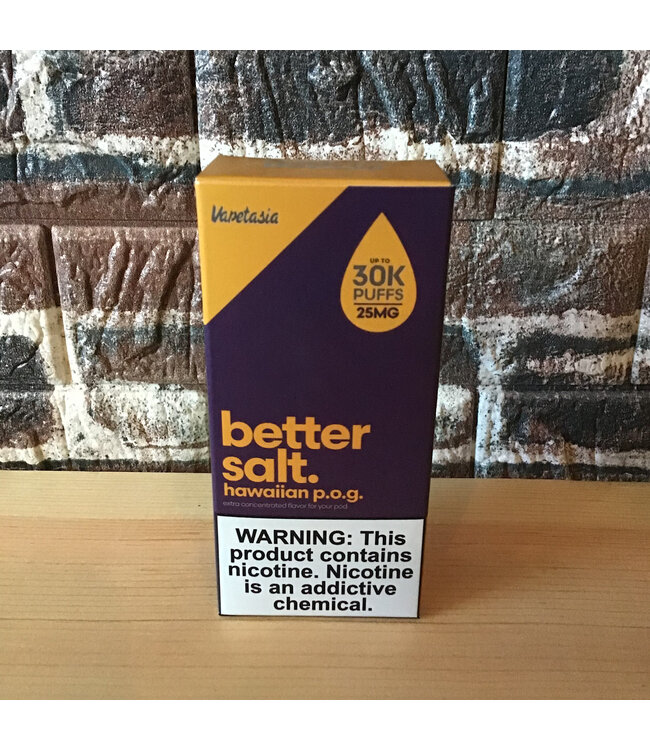 Vapetasia
UP TO
30K
PUFFS
25MG
better
salt.
hawaiian p.o.g.
extra concentrated flavor for your pod
WARNING: This
product contains
nicotine. Nicotine
is an addictive
chemical.